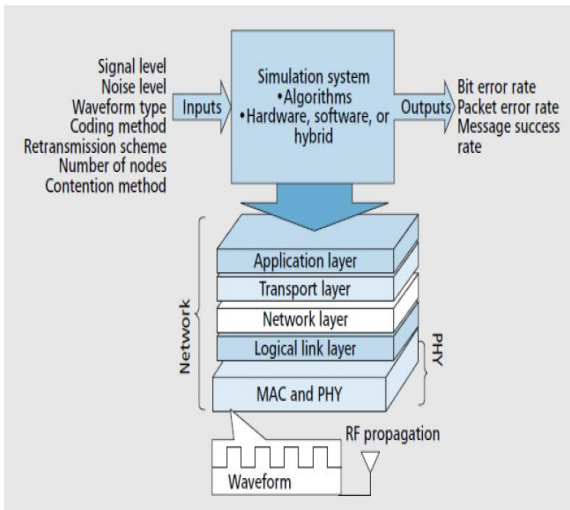 Signal level
Noise level
Waveform type
Coding method
Retransmission scheme
Number of nodes
Contention method
Inputs
Simulation system
•Algorithms
•Hardware, software, or
hybrid
Outputs
Bit error rate
Packet error rate
Message success
rate
Network
Application layer
Transport layer
Network layer
Logical link layer
MAC and PHY
PHY
RF propagation
Waveform